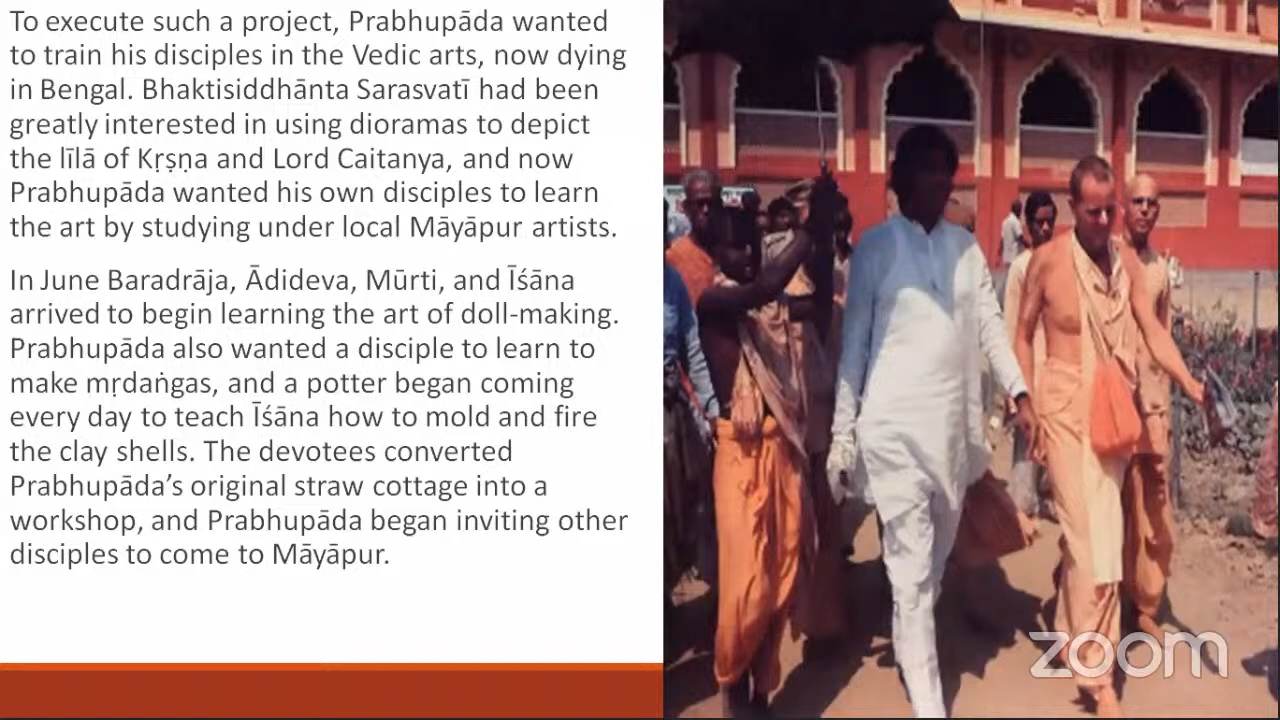 To execute such a project, Prabhupāda wanted
to train his disciples in the Vedic arts, now dying
in Bengal. Bhaktisiddhānta Sarasvatī had been
greatly interested in using dioramas to depict
the līlā of Kṛṣṇa and Lord Caitanya, and now
Prabhupāda wanted his own disciples to learn
the art by studying under local Māyāpur artists.
In June Baradrāja, Ādideva, Mūrti, and Īśāna
arrived to begin learning the art of doll-making.
Prabhupāda also wanted a disciple to learn to
make mṛdaṅgas, and a potter began coming
every day to teach Īśāna how to mold and fire
the clay shells. The devotees converted
Prabhupāda’s original straw cottage into a
workshop, and Prabhupāda began inviting other
disciples to come to Māyāpur.
zoom